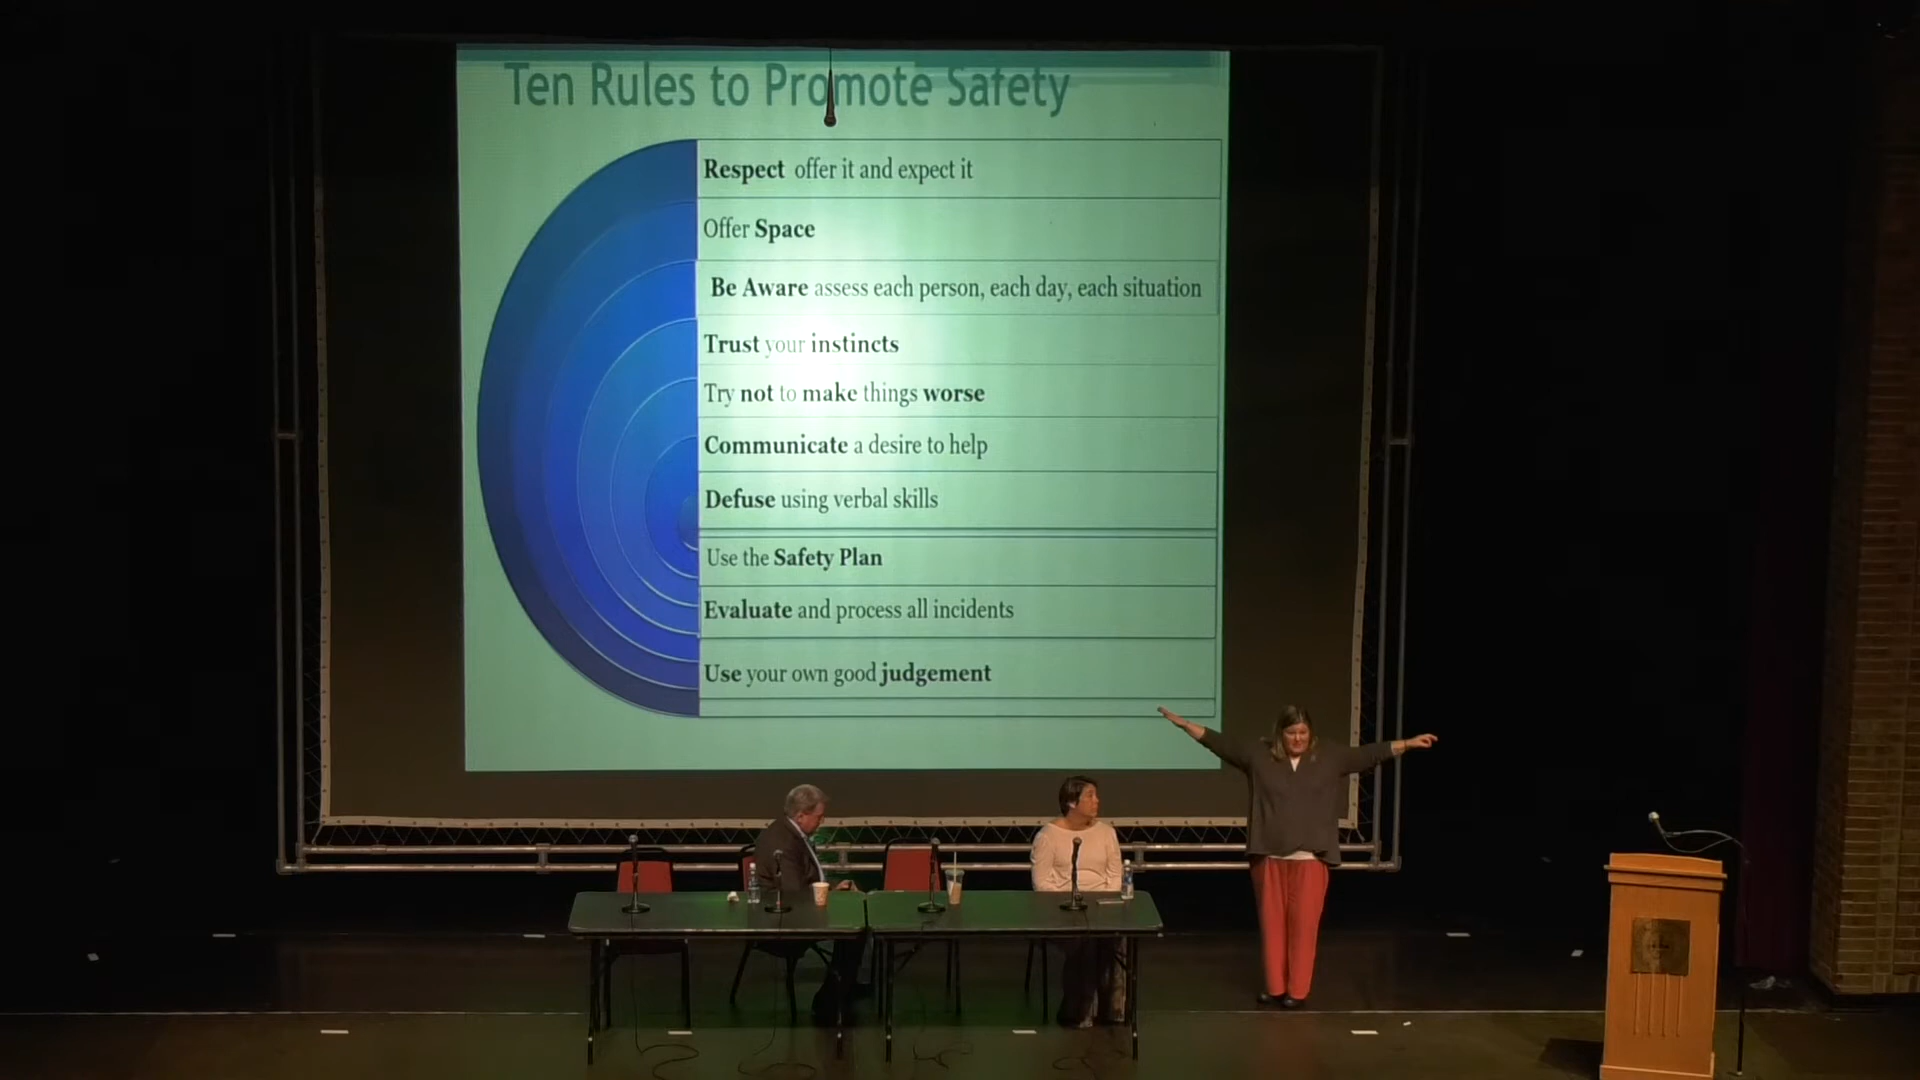 Ten Rules to Promote Safety
Respect offer it and expect it
Offer Space
Be Aware assess each person, each day, each situation
Trust your instincts
Try not to make things worse
Communicate a desire to help
Defuse using verbal skills
Use the Safety Plan
Evaluate and process all incidents
Use your own good judgement